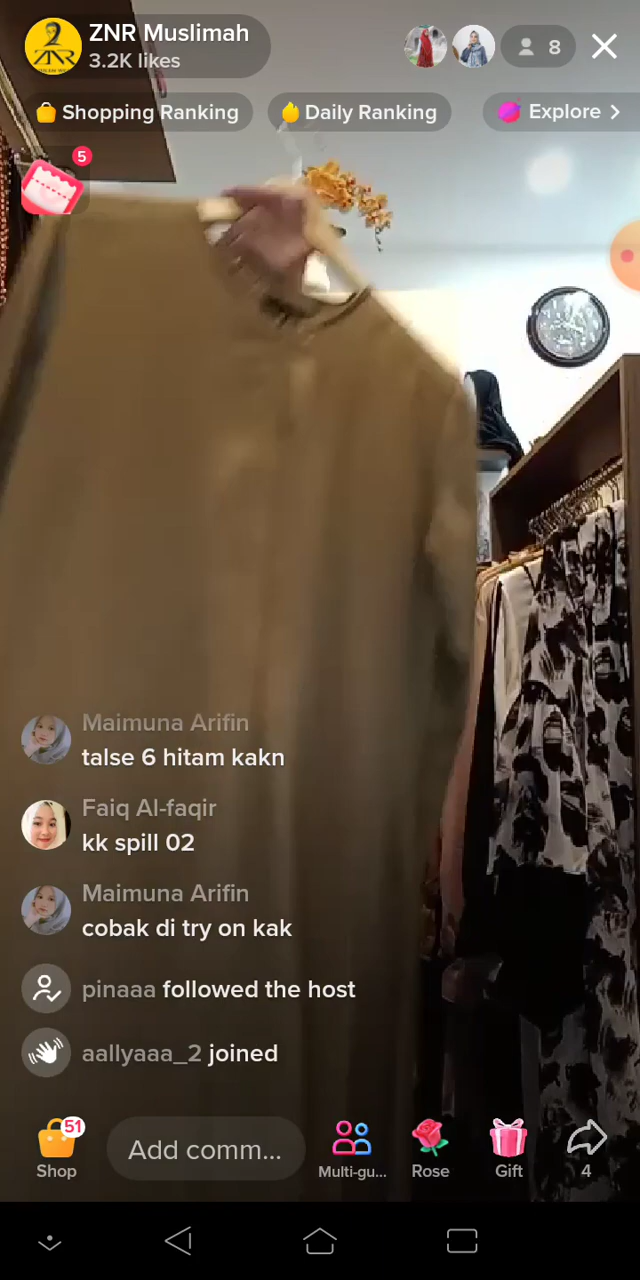 ZNR Muslimah
3.2K likes
8
Shopping Ranking
Daily Ranking
Explore
5
ZNR
Maimuna Arifin
talse 6 hitam kakn
Faiq Al-faqir
kk spill 02
Maimuna Arifin
cobak di try on kak
pinaaa followed the host
aallyaaa_2 joined
51
Shop
Add comm...
Multi-gu...
Rose
Gift
4